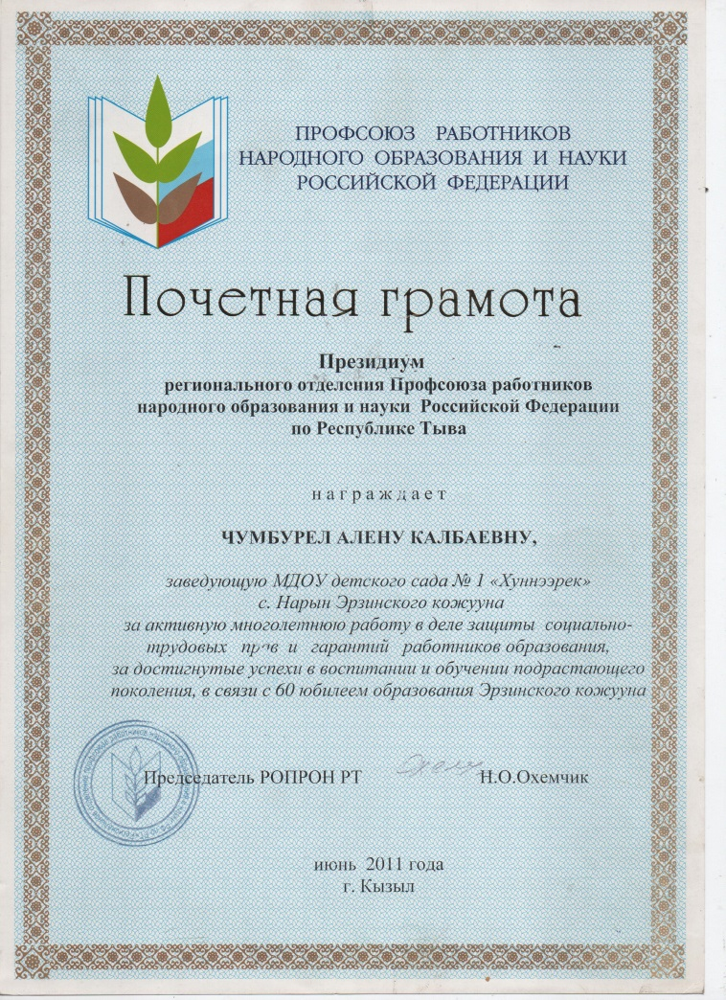 ПРОФСОЮЗ РАБОТНИКОВ
НАРОДНОГО ОБРАЗОВАНИЯ И НАУКИ
РОССИЙСКОЙ ФЕДЕРАЦИИ
Почетная грамота
Президиум
регионального отделения Профсоюза работников
народного образования и науки Российской Федерации
по Республике Тыва
награждает
ЧУМБУРЕЛ АЛЕНУ КАЛБАЕВНУ,
заведующую МДОУ детского сада № 1 «Хуннээрек»
с. Нарын Эрзинского кожууна
за активную многолетнюю работу в деле защиты социально-
трудовых прав и гарантий работников образования,
за достигнутые успехи в воспитании и обучении подрастающего
поколения, в связи с 60 юбилеем образования Эрзинского кожууна
Председатель РОПРОН РТ Н.О.Охемчик
июнь 2011 года
г. Кызыл